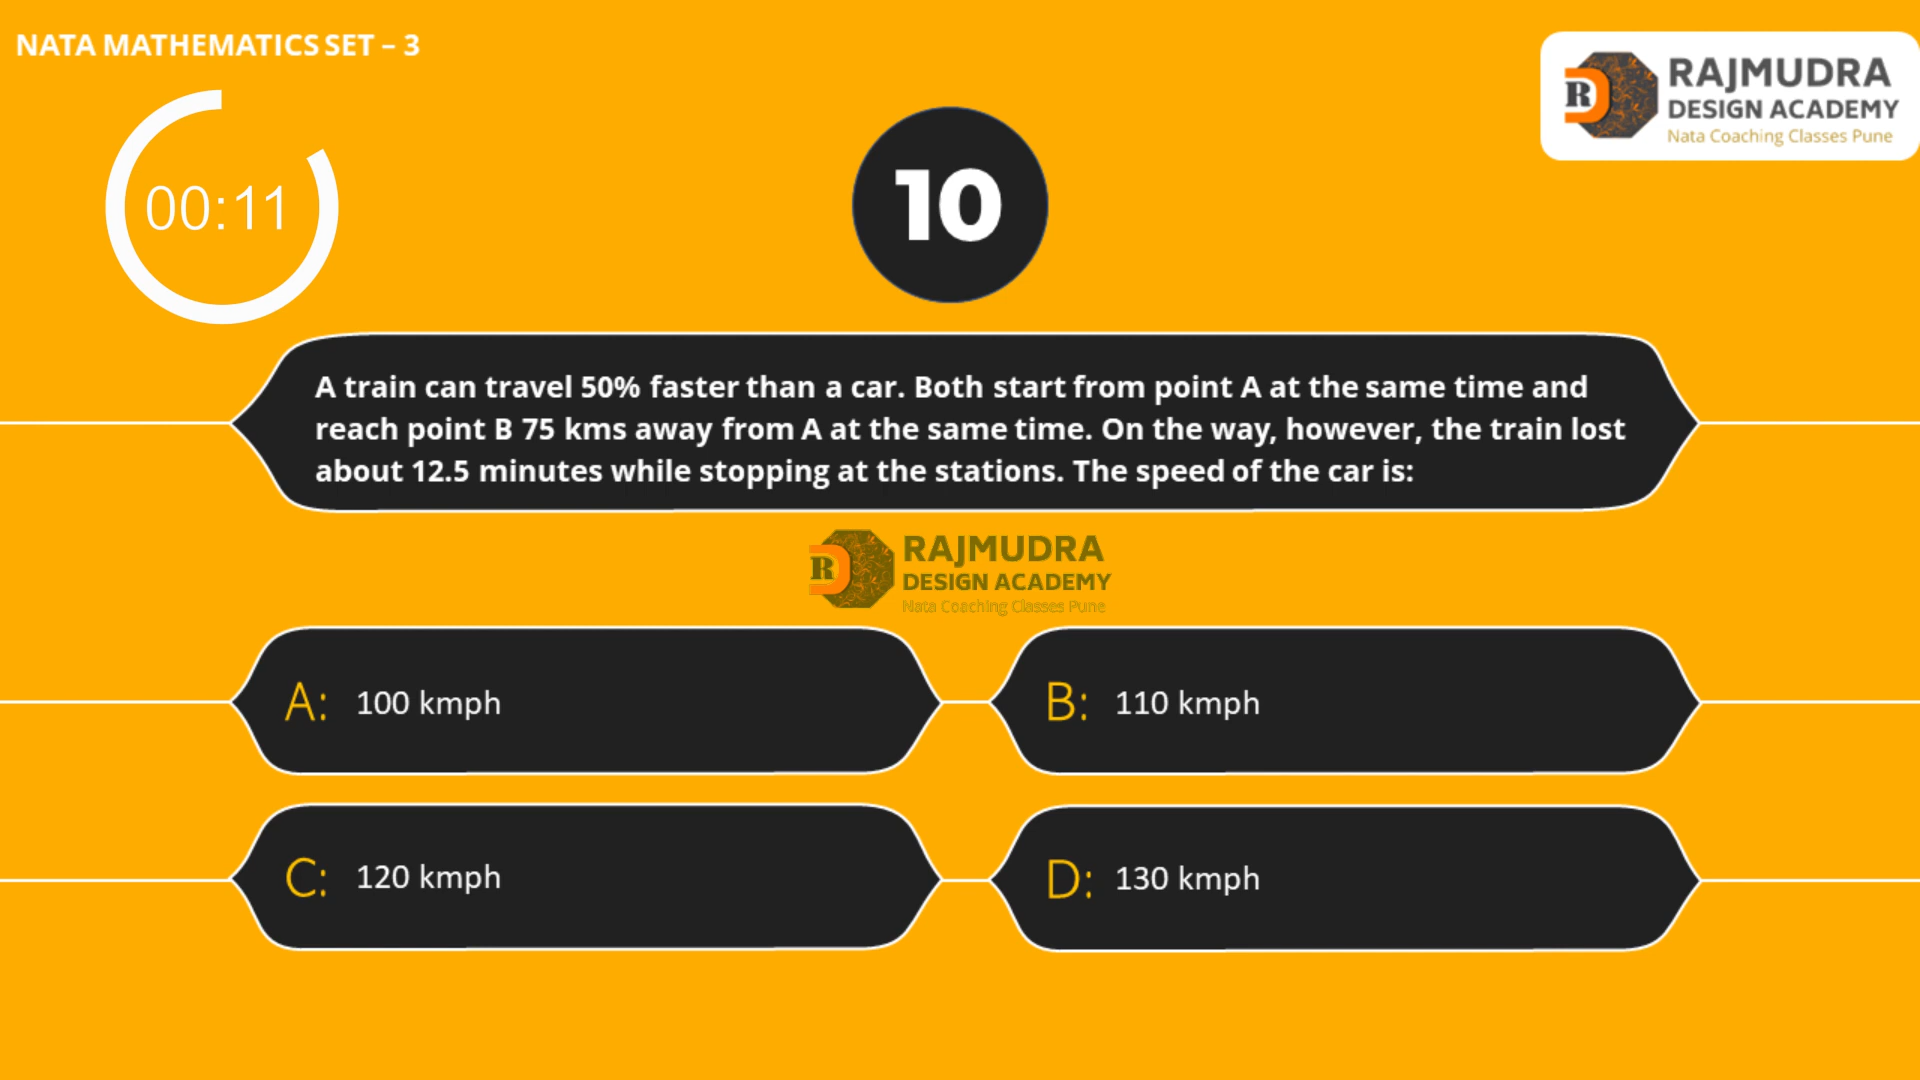 NATA MATHEMATICS SET – 3
RAJMUDRA
DESIGN ACADEMY
Nata Coaching Classes Pune
R
00:11
10
A train can travel 50% faster than a car. Both start from point A at the same time and
reach point B 75 kms away from A at the same time. On the way, however, the train lost
about 12.5 minutes while stopping at the stations. The speed of the car is:
R
RAJMUDRA
DESIGN ACADEMY
Nata Coaching Classes Pune
A: 100 kmph
B: 110 kmph
C: 120 kmph
D: 130 kmph